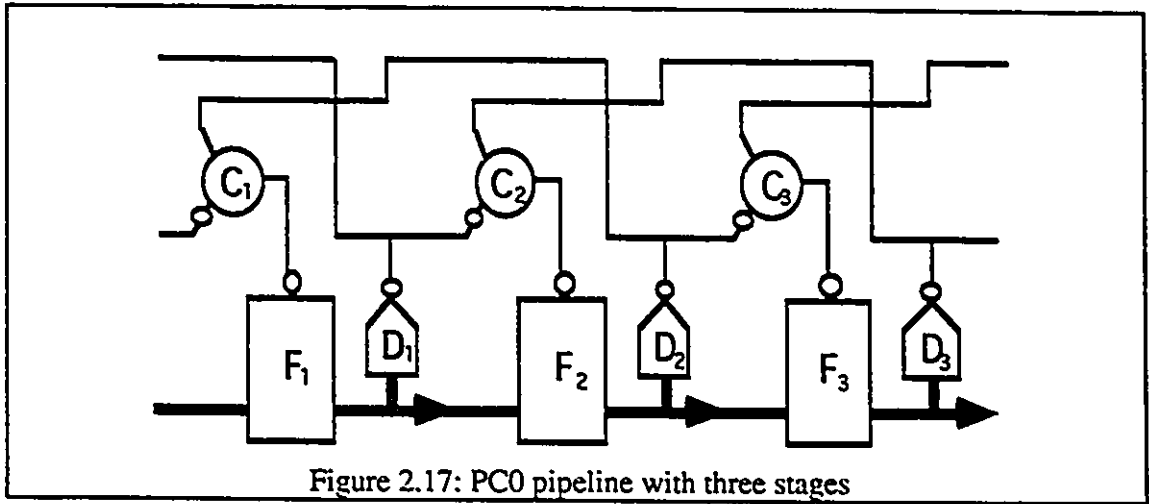 C₁ C₂ C₃
D₁ D₂ D₃
F₁ F₂ F₃
Figure 2.17: PC0 pipeline with three stages